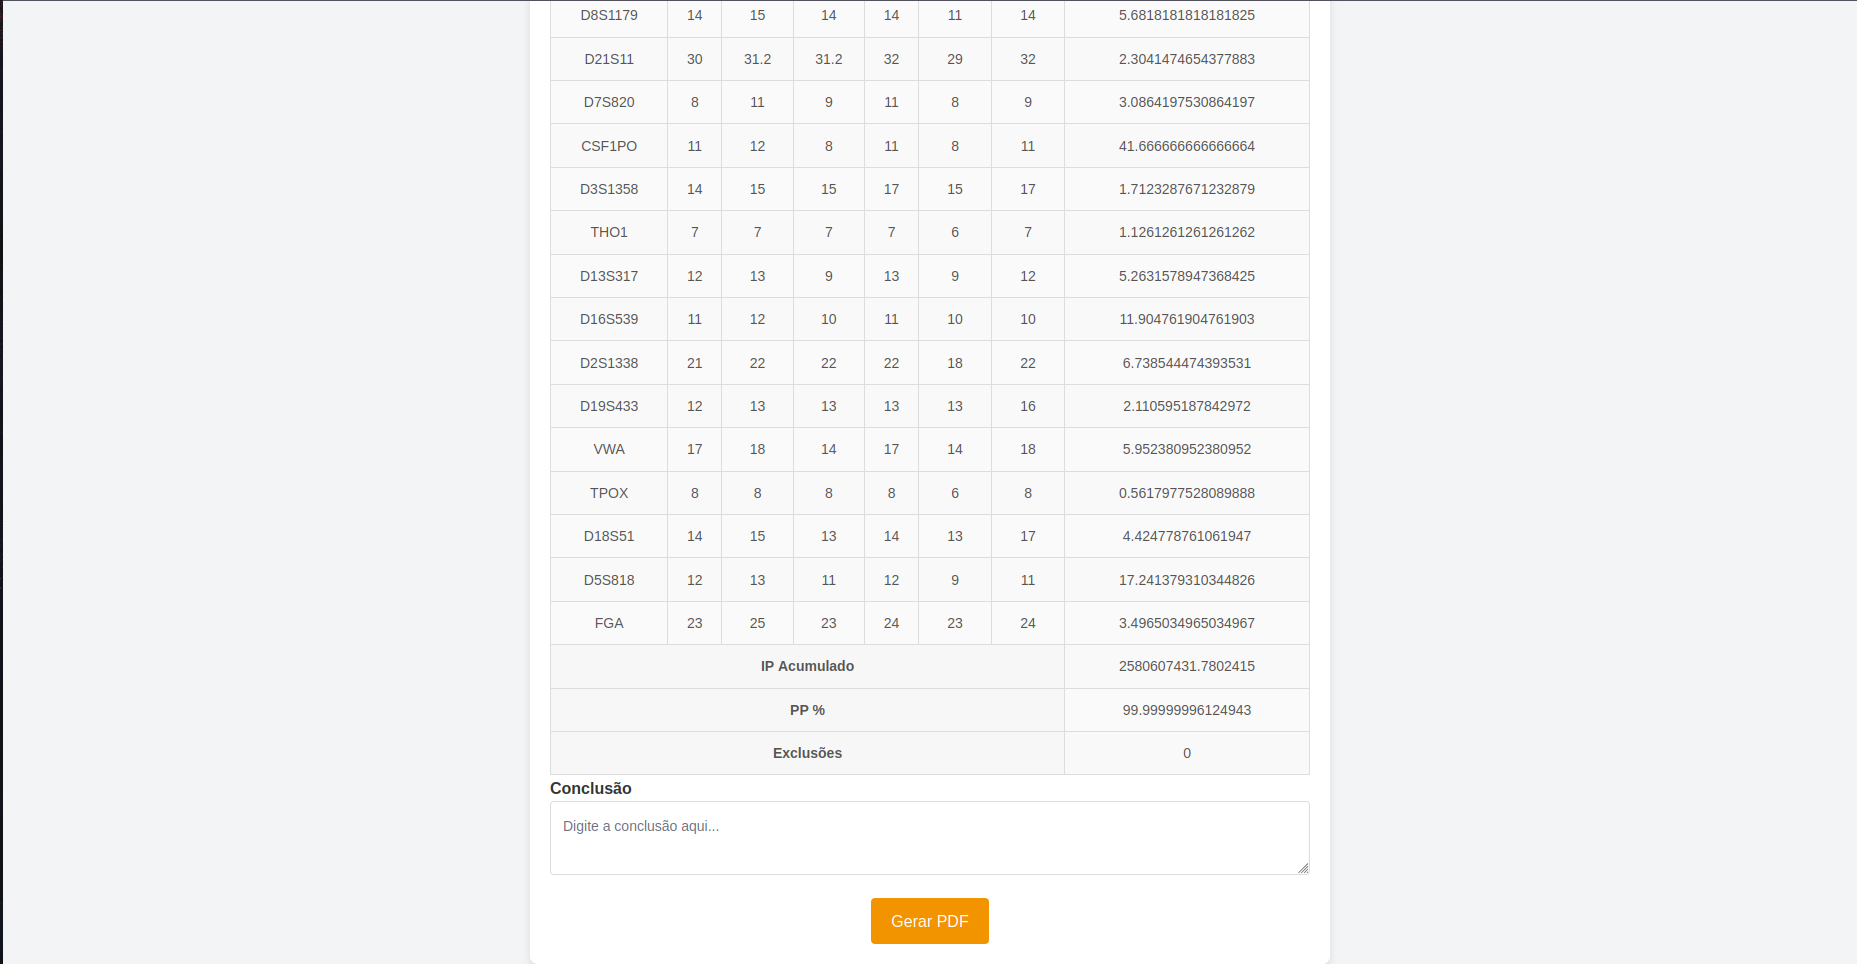 D8S1179 14 15 14 14 11 14 5.6818181818181825
D21S11 30 31.2 31.2 32 29 32 2.3041474654377883
D7S820 8 11 9 11 8 9 3.0864197530864197
CSF1PO 11 12 8 11 8 11 41.666666666666664
D3S1358 14 15 15 17 15 17 1.7123287671232879
THO1 7 7 7 7 6 7 1.1261261261261262
D13S317 12 13 9 13 9 12 5.2631578947368425
D16S539 11 12 10 11 10 10 11.904761904761903
D2S1338 21 22 22 22 18 22 6.738544474393531
D19S433 12 13 13 13 13 16 2.110595187842972
VWA 17 18 14 17 14 18 5.952380952380952
TPOX 8 8 8 8 6 8 0.5617977528089888
D18S51 14 15 13 14 13 17 4.424778761061947
D5S818 12 13 11 12 9 11 17.241379310344826
FGA 23 25 23 24 23 24 3.4965034965034967
IP Acumulado 2580607431.7802415
PP % 99.99999996124943
Exclusões 0
Conclusão
Digite a conclusão aqui...
Gerar PDF